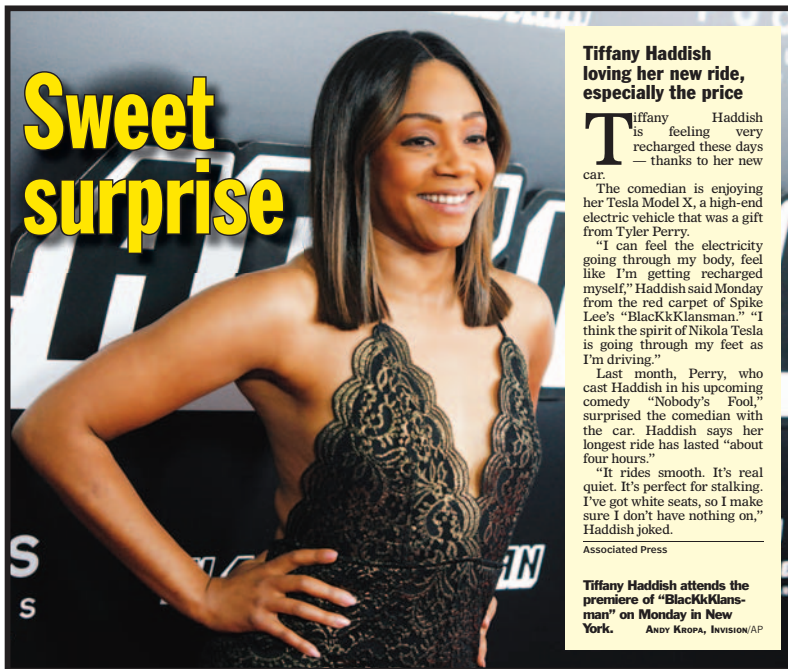 Sweet
surprise
Tiffany Haddish
loving her new ride,
especially the price
Tiffany Haddish
is feeling very
recharged these days
— thanks to her new
car.
The comedian is enjoying
her Tesla Model X, a high-end
electric vehicle that was a gift
from Tyler Perry.
“I can feel the electricity
going through my body, feel
like I’m getting recharged
myself,” Haddish said Monday
from the red carpet of Spike
Lee’s “BlacKkKlansman.” “I
think the spirit of Nikola Tesla
is going through my feet as
I’m driving.”
Last month, Perry, who
cast Haddish in his upcoming
comedy “Nobody’s Fool,”
surprised the comedian with
the car. Haddish says her
longest ride has lasted “about
four hours.”
“It rides smooth. It’s real
quiet. It’s perfect for stalking.
I’ve got white seats, so I make
sure I don’t have nothing on,”
Haddish joked.
Associated Press
Tiffany Haddish attends the
premiere of “BlacKkKlans-
man” on Monday in New
York. ANDY KROPA, INVISION/AP